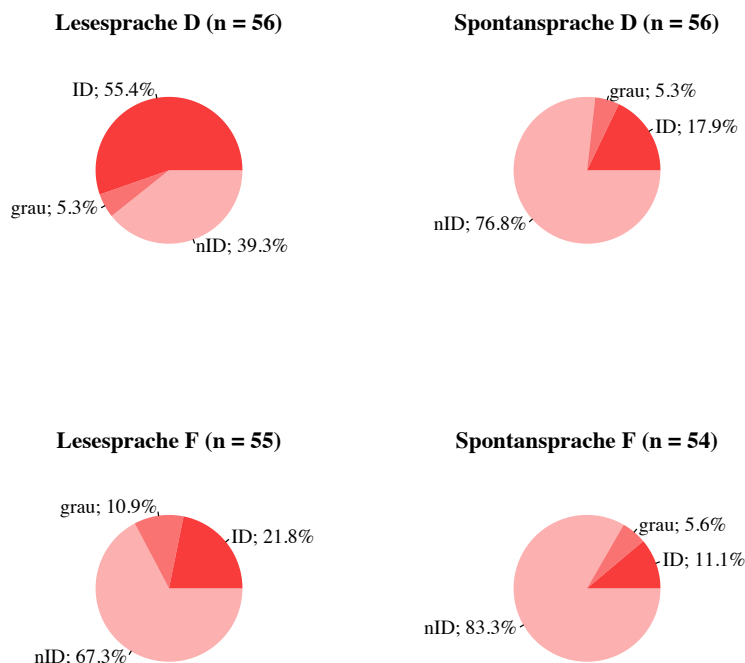 Lesesprache D (n = 56)
ID; 55.4%
grau; 5.3%
nID; 39.3%
Spontansprache D (n = 56)
grau; 5.3%
ID; 17.9%
nID; 76.8%
Lesesprache F (n = 55)
grau; 10.9%
ID; 21.8%
nID; 67.3%
Spontansprache F (n = 54)
grau; 5.6%
ID; 11.1%
nID; 83.3%